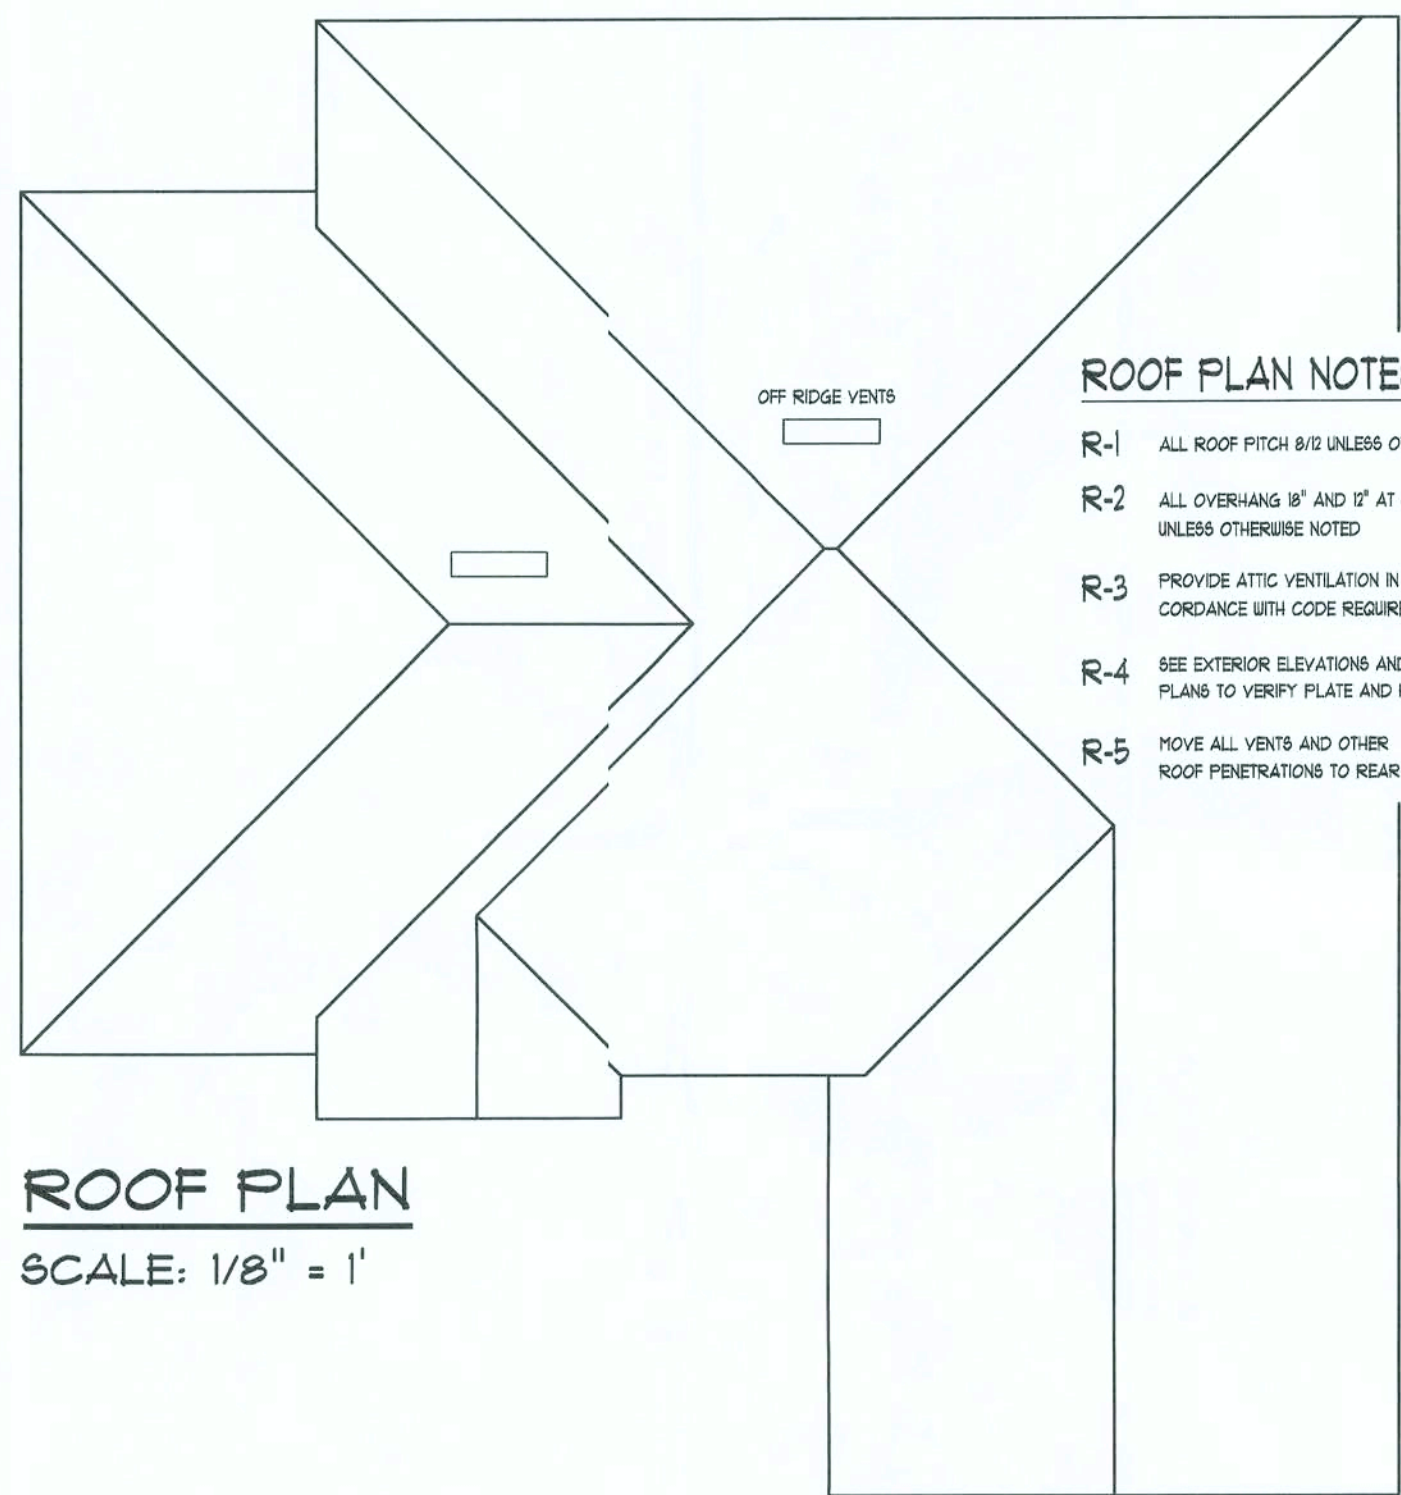 OFF RIDGE VENTS
ROOF PLAN NOTE
R-1 ALL ROOF PITCH 8/12 UNLESS
R-2 ALL OVERHANG 18" AND 12" AT
UNLESS OTHERWISE NOTED
R-3 PROVIDE ATTIC VENTILATION IN
CORDANCE WITH CODE
R-4 SEE EXTERIOR ELEVATIONS AND
PLANS TO VERIFY PLATE AND
R-5 MOVE ALL VENTS AND OTHER
ROOF PENETRATIONS TO REAR
ROOF PLAN
SCALE: 1/8" = 1'